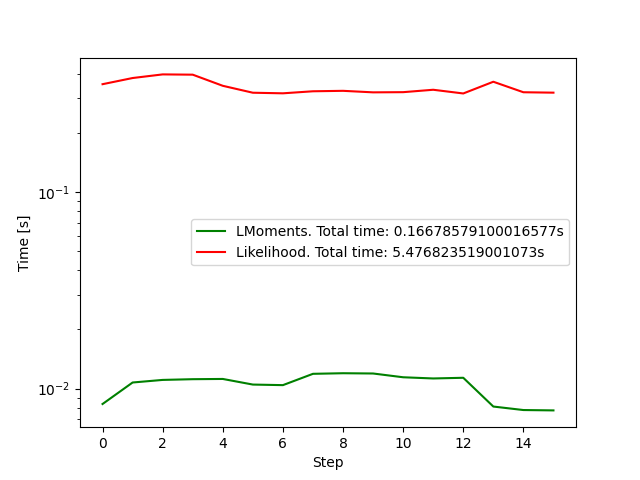 Time [s]
10⁻¹
10⁻²
LMoments. Total time: 0.16678579100016577s
Likelihood. Total time: 5.476823519001073s
0 2 4 6 8 10 12 14
Step